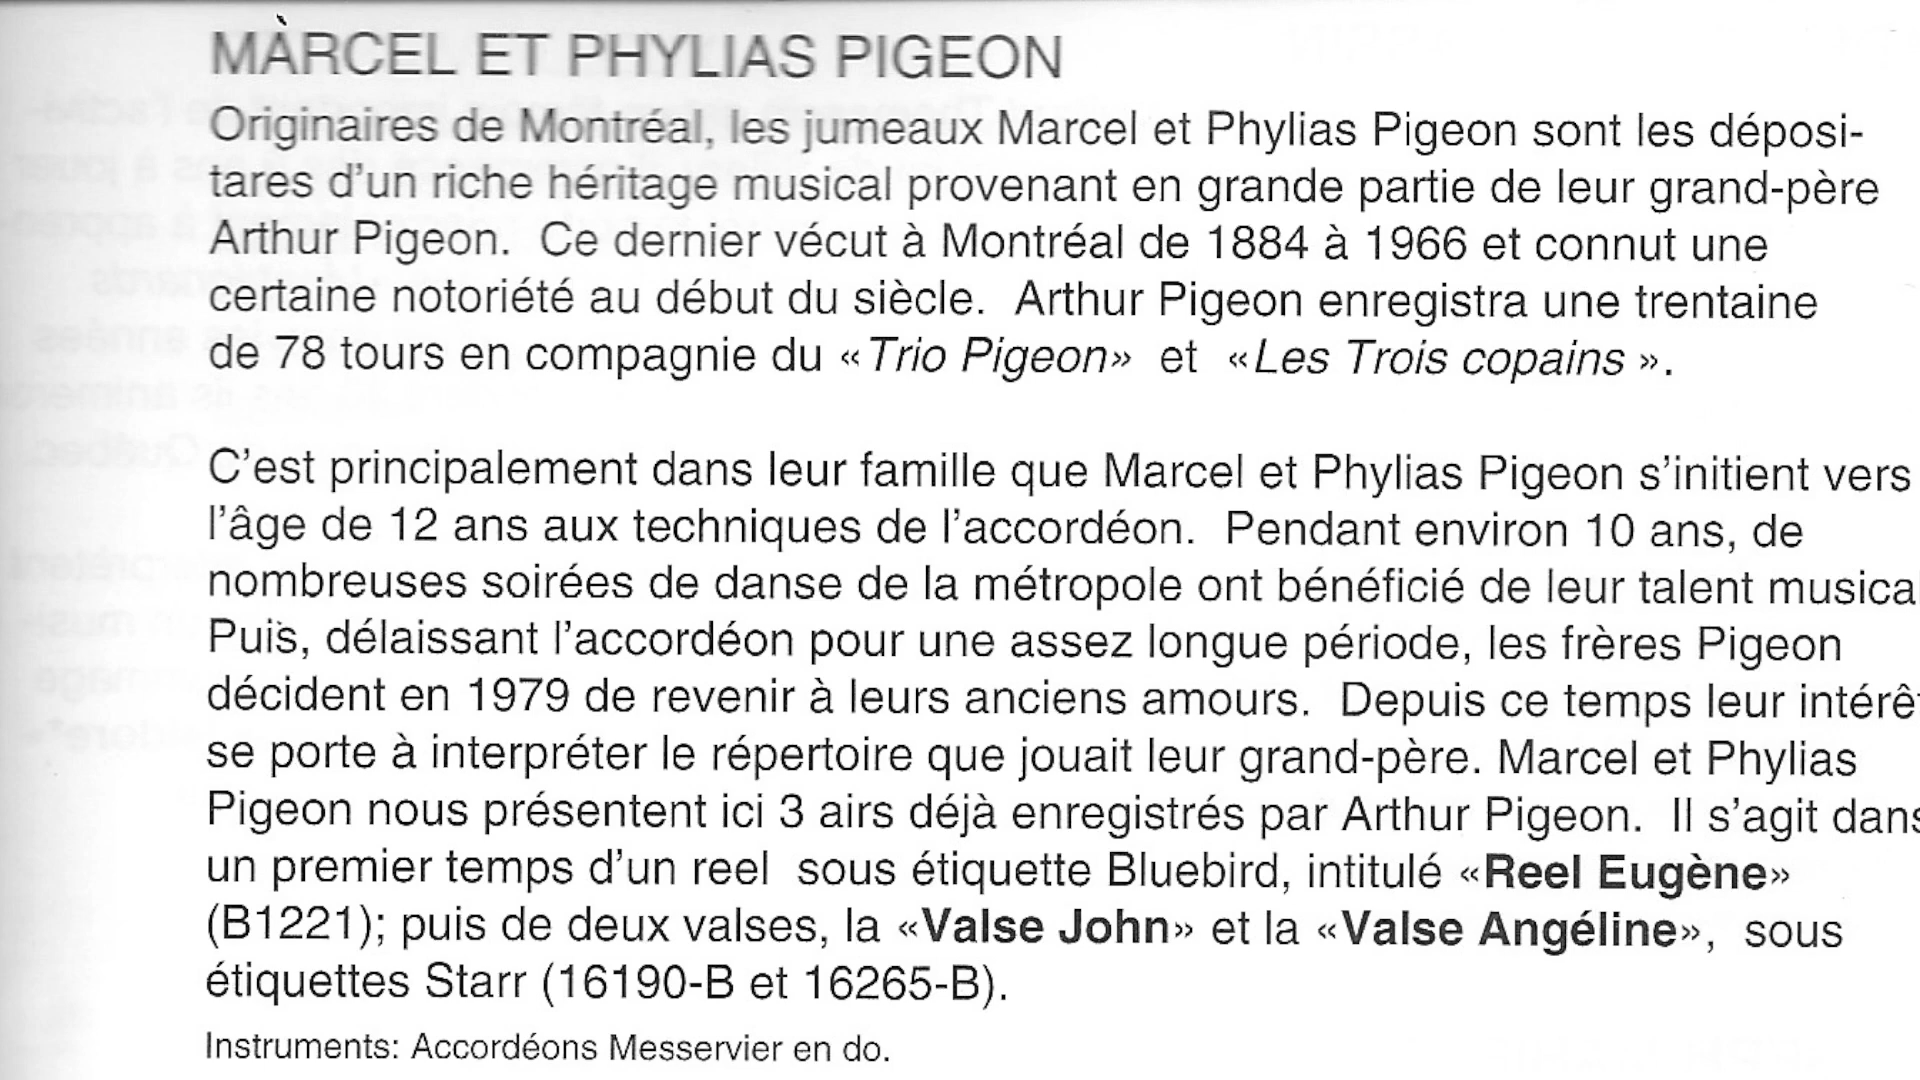 MARCEL ET PHYLIAS PIGEON
Originaires de Montréal, les jumeaux Marcel et Phylias Pigeon sont les déposi-
tares d'un riche héritage musical provenant en grande partie de leur grand-père
Arthur Pigeon. Ce dernier vécut à Montréal de 1884 à 1966 et connut une
certaine notoriété au début du siècle. Arthur Pigeon enregistra une trentaine
de 78 tours en compagnie du « Trio Pigeon» et «Les Trois copains ».
C'est principalement dans leur famille que Marcel et Phylias Pigeon s'initient vers
l'âge de 12 ans aux techniques de l'accordéon. Pendant environ 10 ans, de
nombreuses soirées de danse de la métropole ont bénéficié de leur talent musical
Puis, délaissant l'accordéon pour une assez longue période, les frères Pigeon
décident en 1979 de revenir à leurs anciens amours. Depuis ce temps leur intérêt
se porte à interpréter le répertoire que jouait leur grand-père. Marcel et Phylias
Pigeon nous présentent ici 3 airs déjà enregistrés par Arthur Pigeon. Il s'agit dans
un premier temps d'un reel sous étiquette Bluebird, intitulé «Reel Eugène»
(B1221); puis de deux valses, la «Valse John» et la «Valse Angéline», sous
étiquettes Starr (16190-B et 16265-B).
Instruments: Accordéons Messervier en do.